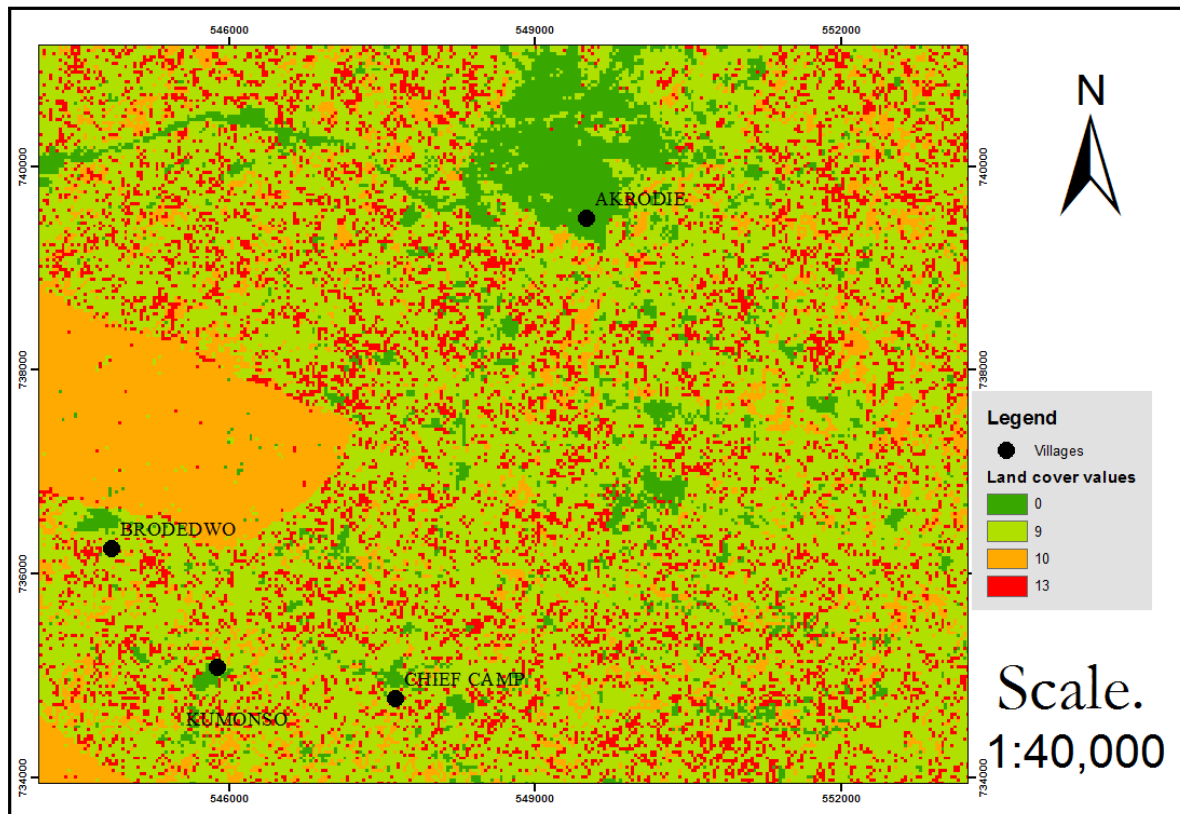 546000 549000 552000
N
740000 740000
AKRODIE
738000 738000
Legend
Villages
Land cover values
0
9
10
13
BRODEDWO
736000
CHIEF CAMP
KUMONSO
Scale.
1:40,000
734000 734000
546000 549000 552000